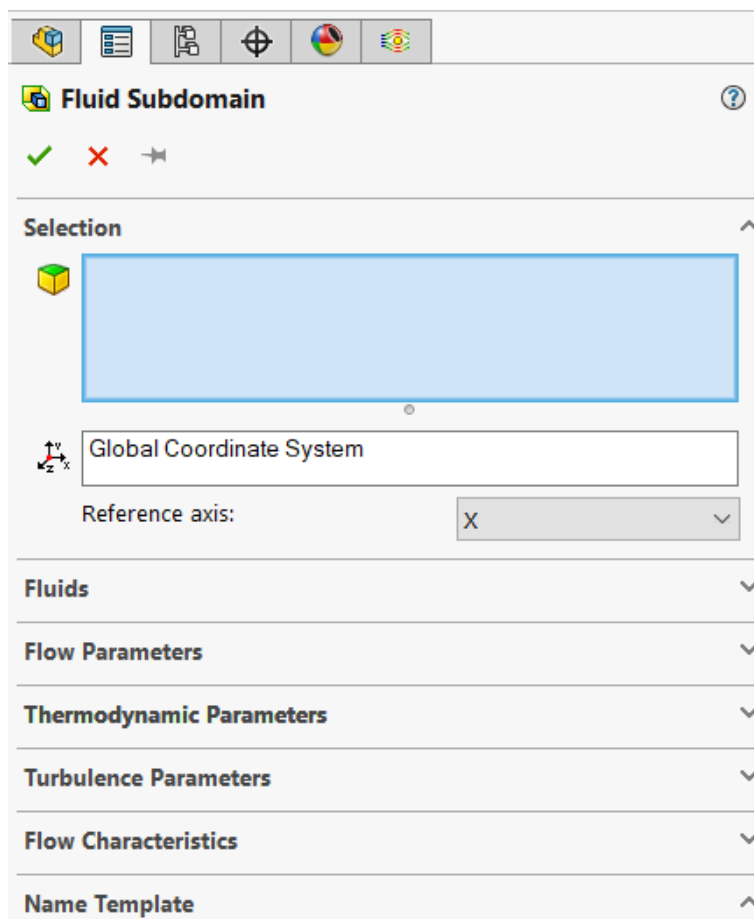 Fluid Subdomain
Selection
Global Coordinate System
Reference axis:
X
Fluids
Flow Parameters
Thermodynamic Parameters
Turbulence Parameters
Flow Characteristics
Name Template